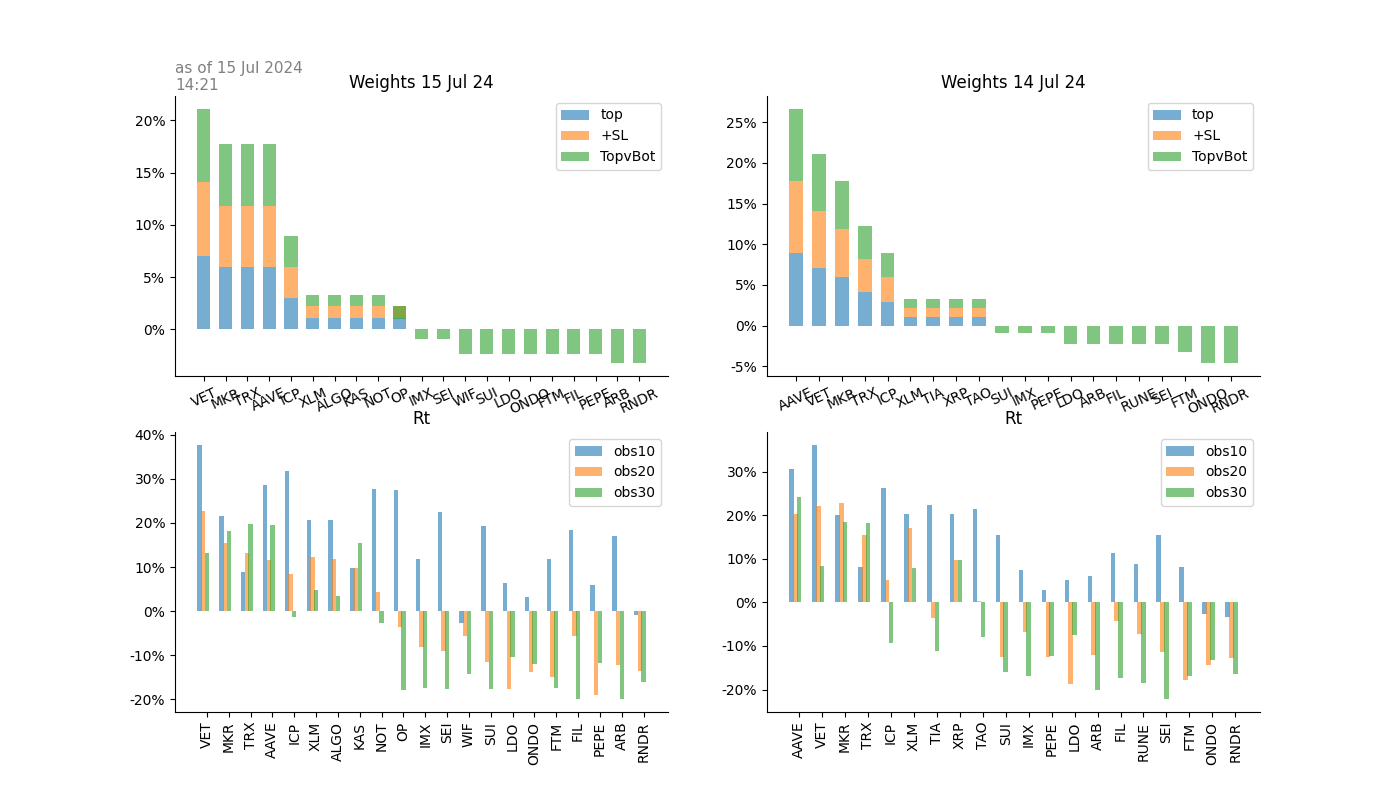 as of 15 Jul 2024
14:21
Weights 15 Jul 24
20%
15%
10%
5%
0%
top
+SL
TopvBot
VET MKR TRX AAVE ICP XLM ALGO KAS NOT OP IMX SEI WIF SUI LDO ONDO FTM FIL PEPE ARB RNDR
Weights 14 Jul 24
25%
20%
15%
10%
5%
0%
-5%
top
+SL
TopvBot
AAVE VET MKR TRX ICP XLM TIA XRP TAO SUI IMX PEPE LDO ARB FIL RUNE SEI FTM ONDO RNDR
Rt
40%
30%
20%
10%
0%
-10%
-20%
obs10
obs20
obs30
VET MKR TRX AAVE ICP XLM ALGO KAS NOT OP IMX SEI WIF SUI LDO ONDO FTM FIL PEPE ARB RNDR
Rt
30%
20%
10%
0%
-10%
-20%
obs10
obs20
obs30
AAVE VET MKR TRX ICP XLM TIA XRP TAO SUI IMX PEPE LDO ARB FIL RUNE SEI FTM ONDO RNDR